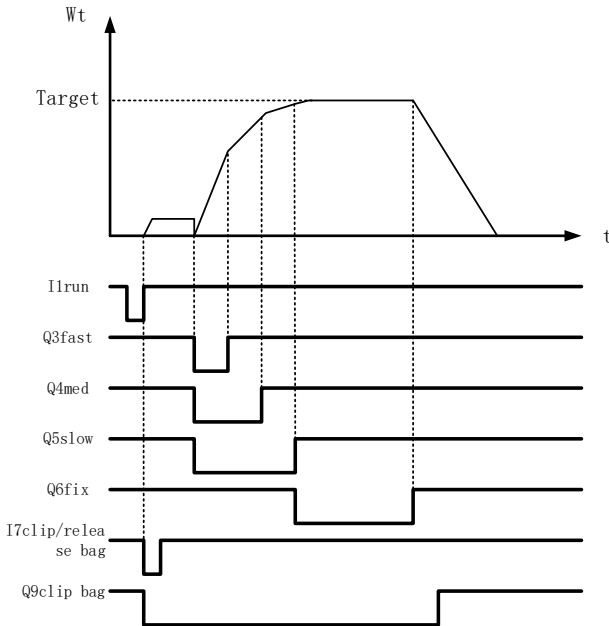 Wt
Target
t
I1run
Q3fast
Q4med
Q5slow
Q6fix
I7clip/relea
se bag
Q9clip bag